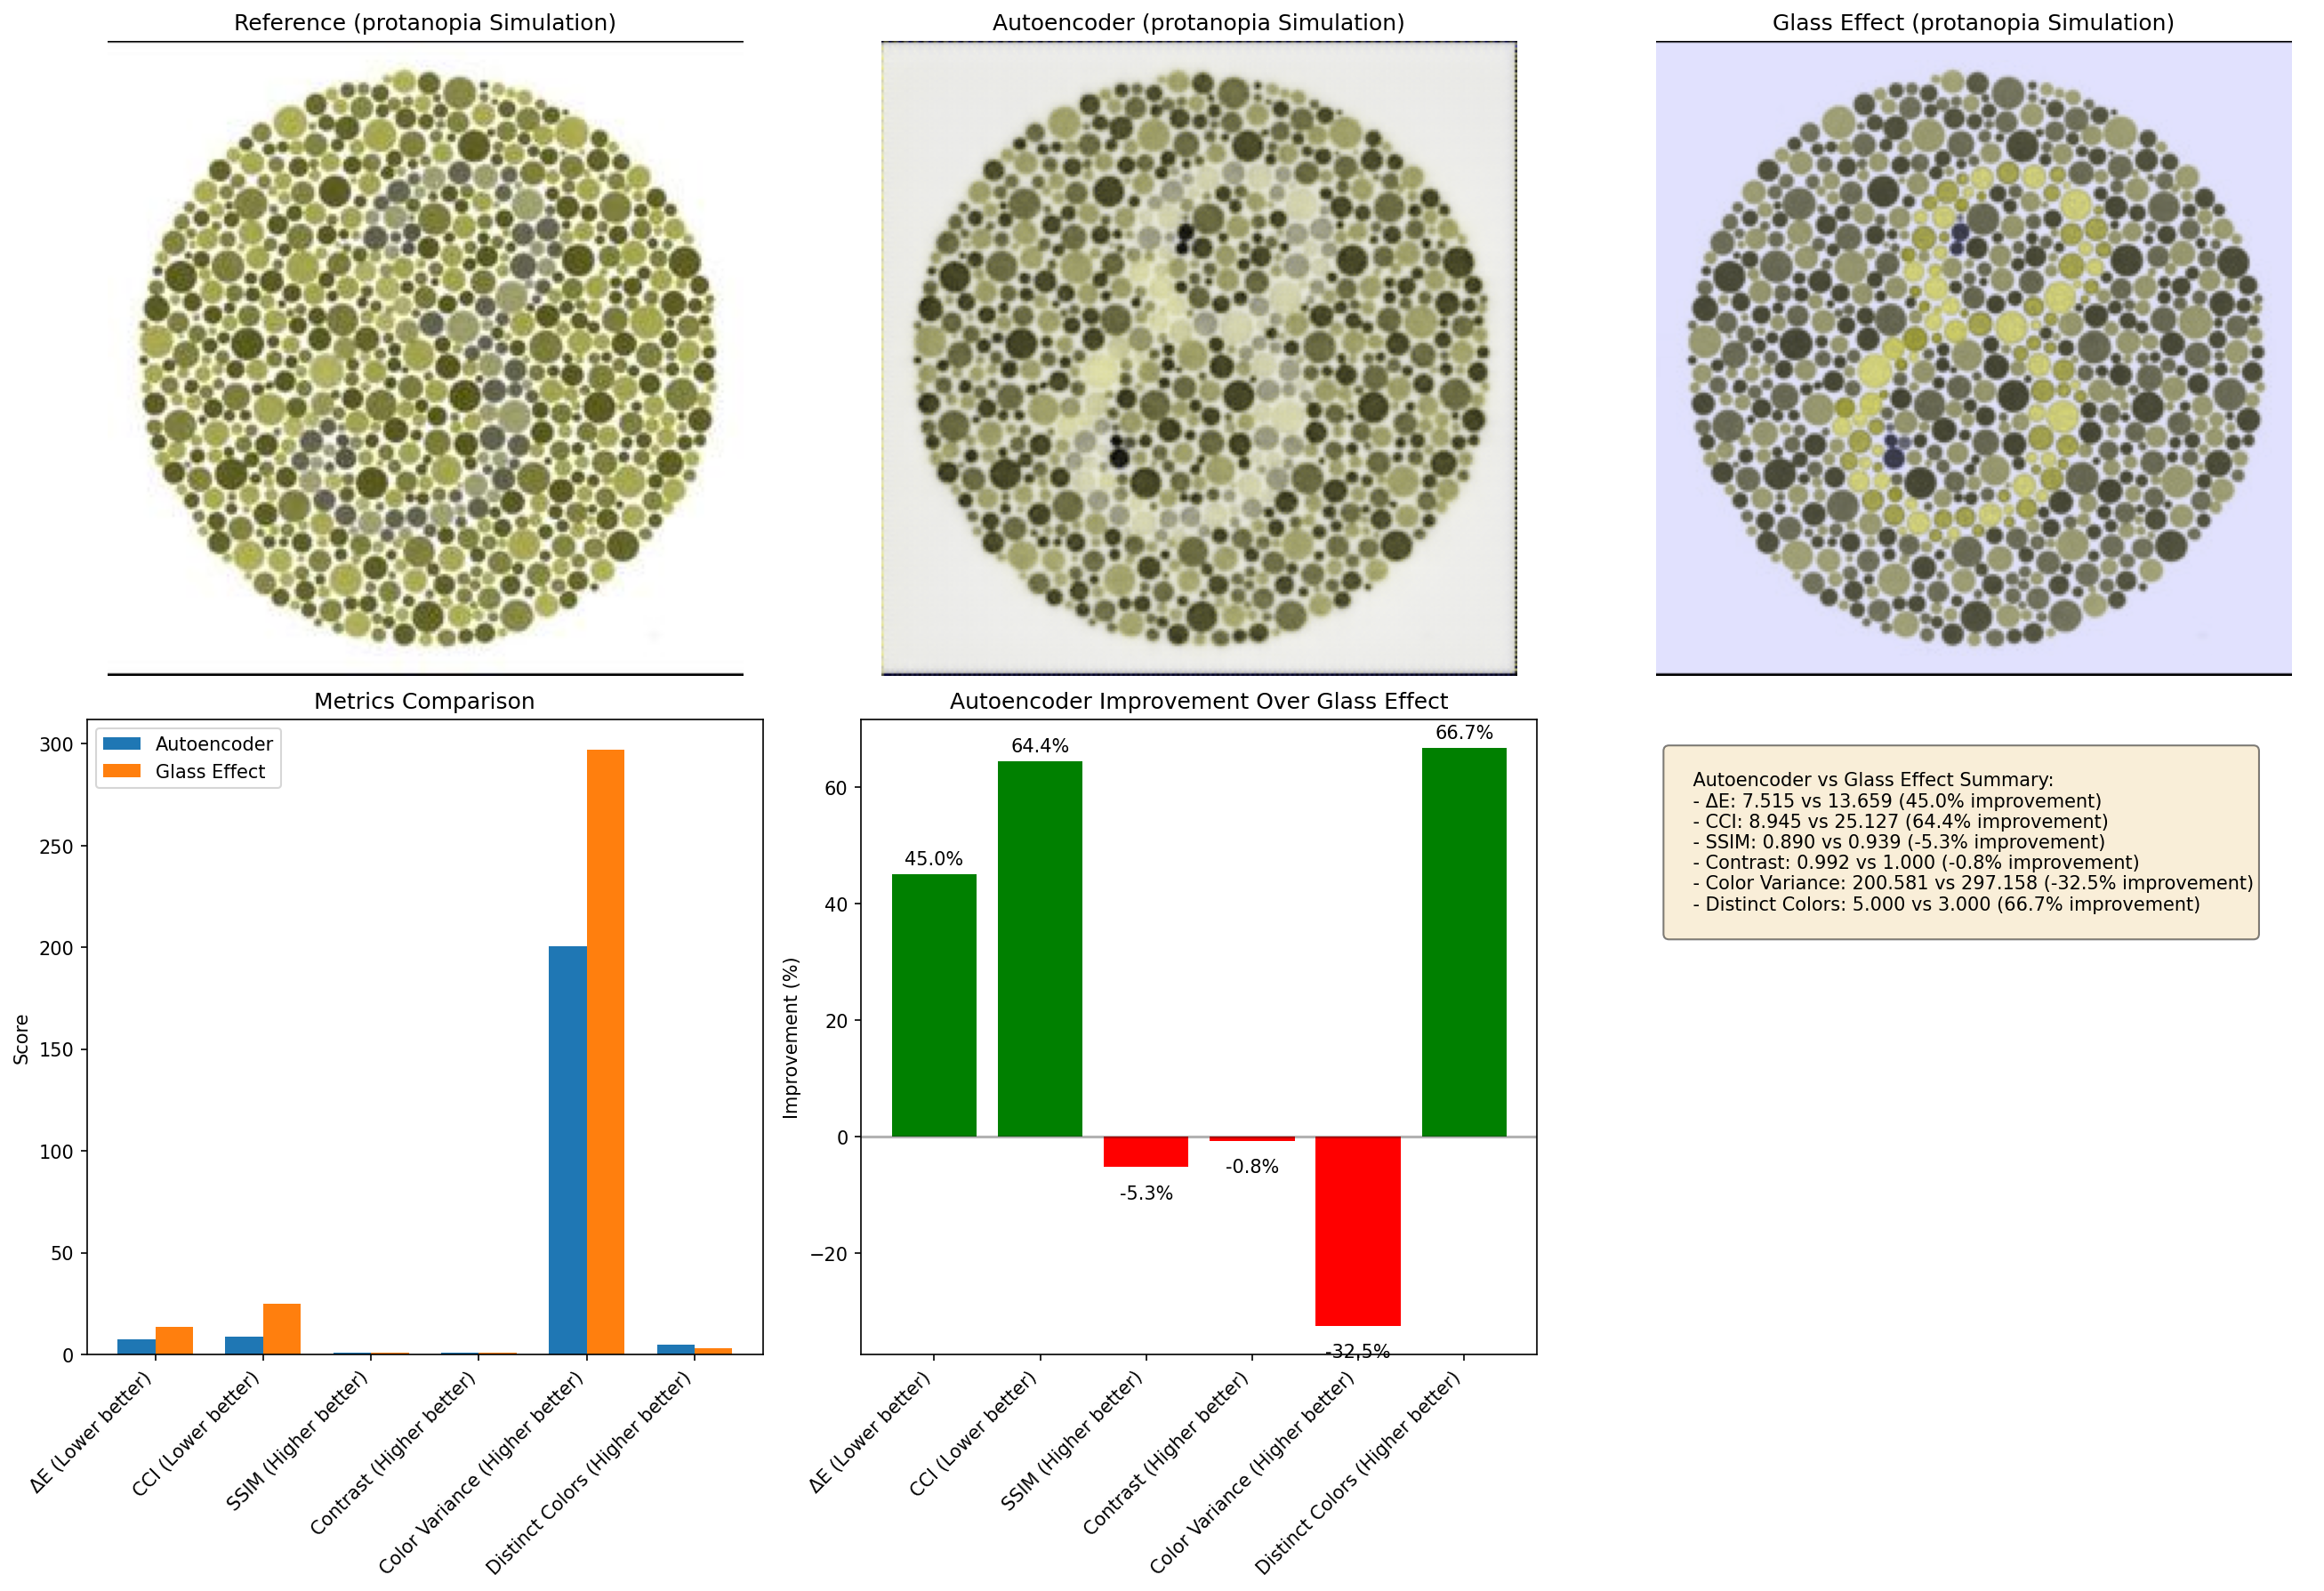 Reference (protanopia Simulation)
Autoencoder (protanopia Simulation)
Glass Effect (protanopia Simulation)
Metrics Comparison
Autoencoder
Glass Effect
Score
300
250
200
150
100
50
0
ΔE (Lower better)
CCI (Lower better)
SSIM (Higher better)
Contrast (Higher better)
Color Variance (Higher better)
Distinct Colors (Higher better)
Autoencoder Improvement Over Glass Effect
Improvement (%)
60
40
20
0
−20
45.0%
64.4%
-5.3%
-0.8%
-32.5%
66.7%
ΔE (Lower better)
CCI (Lower better)
SSIM (Higher better)
Contrast (Higher better)
Color Variance (Higher better)
Distinct Colors (Higher better)
Autoencoder vs Glass Effect Summary:
- ΔE: 7.515 vs 13.659 (45.0% improvement)
- CCI: 8.945 vs 25.127 (64.4% improvement)
- SSIM: 0.890 vs 0.939 (-5.3% improvement)
- Contrast: 0.992 vs 1.000 (-0.8% improvement)
- Color Variance: 200.581 vs 297.158 (-32.5% improvement)
- Distinct Colors: 5.000 vs 3.000 (66.7% improvement)